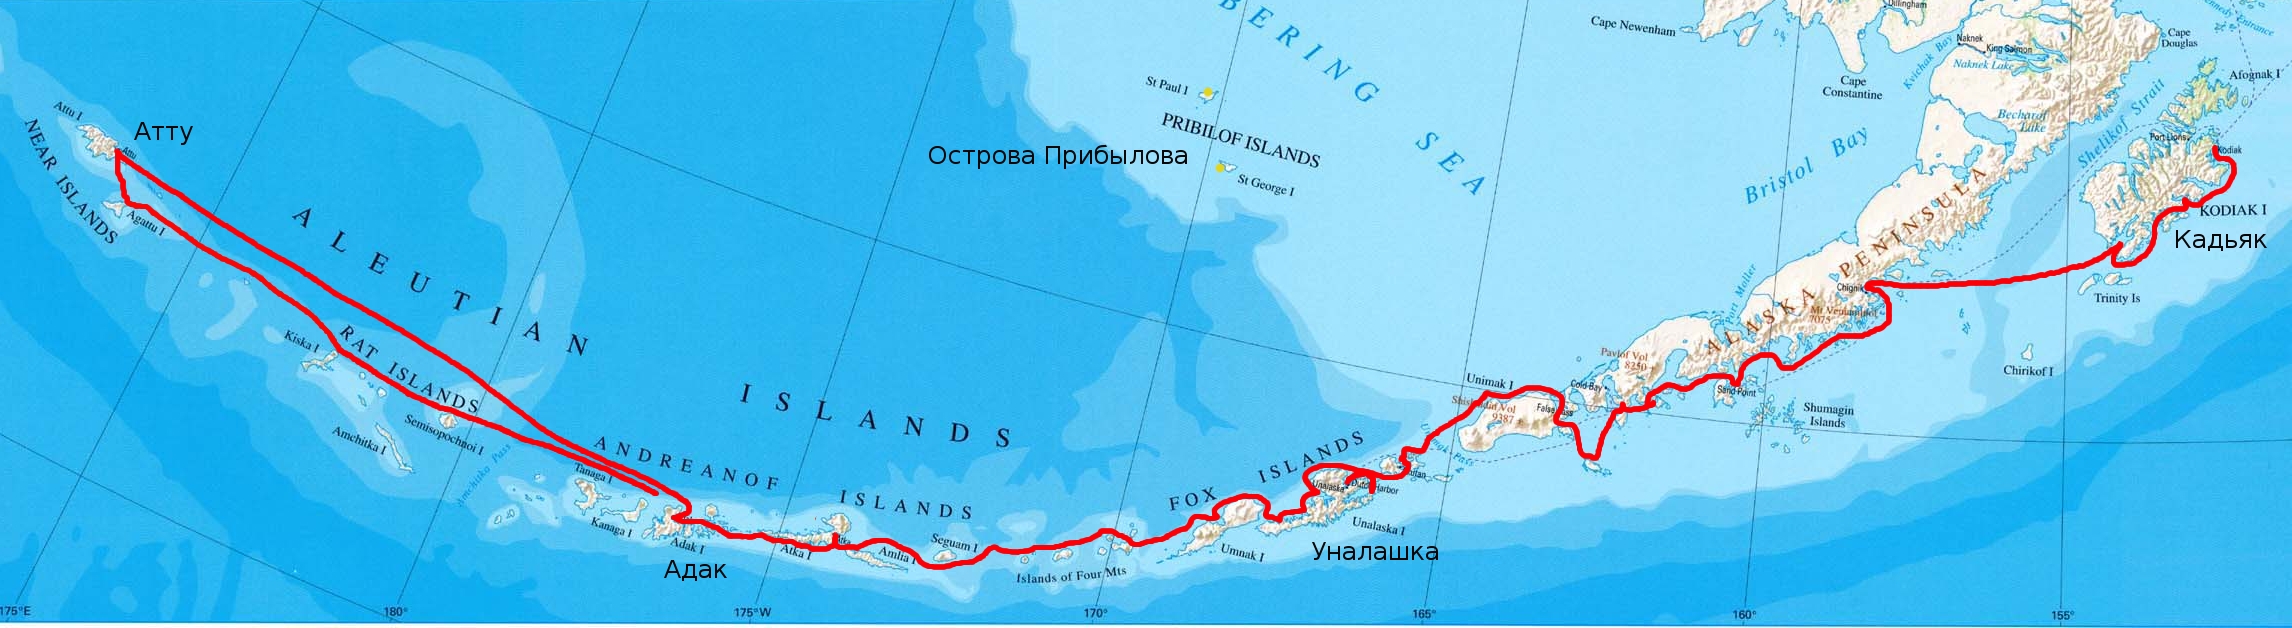 BERING SEA
Cape Newenham
Dillingham
Naknek
King Salmon
Naknek Lake
Kvichak Bay
Cape
Constantine
Cape
Douglas
Afognak I
Shelikof Strait
Becharof
Lake
Port Lions
Kodiak
KODIAK I
Кадьяк
Trinity Is
Chirikof I
Bristol Bay
ALASKA PENINSULA
Port Moller
Chignik
Mt Veniaminof
7075
Pavlof Vol
8250
Cold Bay
Sand Point
Shumagin
Islands
Unimak I
Shishaldin Vol
9387
False Pass
Unimak Pass
St Paul I
PRIBILOF ISLANDS
Острова Прибылова
St George I
Attu I
Атту
Attu
NEAR ISLANDS
Agattu I
ALEUTIAN ISLANDS
Kiska I
RAT ISLANDS
Amchitka I
Semisopochnoi I
Amchitka Pass
ANDREANOF ISLANDS
Tanaga I
Kanaga I
Adak I
Адак
Atka I
Atka
Amlia I
Seguam I
Islands of Four Mts
FOX ISLANDS
Umnak I
Unalaska
Dutch Harbor
Unalaska I
Уналашка
175°E
180°
175°W
170°
165°
160°
155°